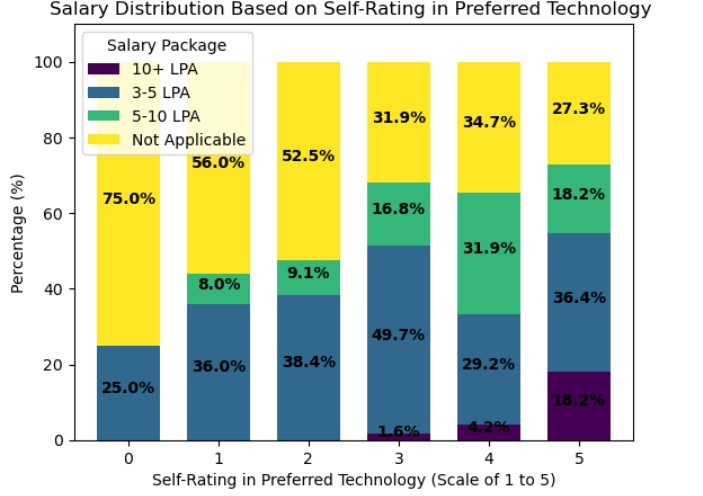 Salary Distribution Based on Self-Rating in Preferred Technology
Salary Package
10+ LPA
3-5 LPA
5-10 LPA
Not Applicable
Percentage (%)
100
80
60
40
20
0
75.0%
25.0%
56.0%
8.0%
36.0%
52.5%
9.1%
38.4%
31.9%
16.8%
49.7%
1.6%
34.7%
31.9%
29.2%
4.2%
27.3%
18.2%
36.4%
18.2%
0 1 2 3 4 5
Self-Rating in Preferred Technology (Scale of 1 to 5)